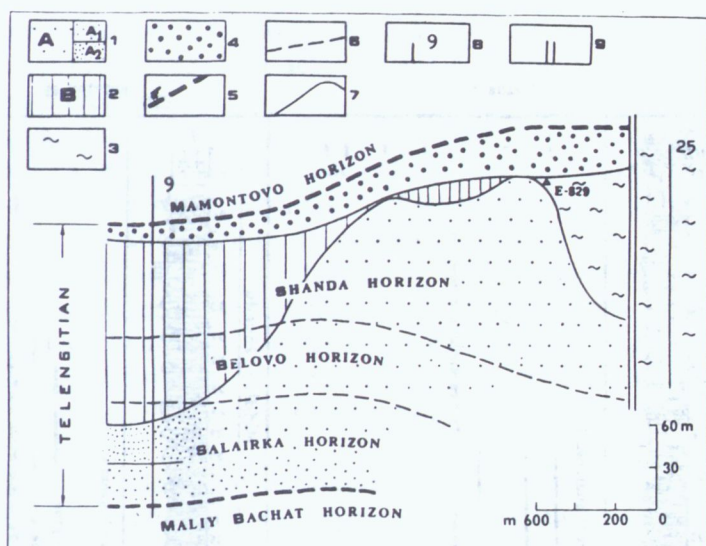 A A₁ 1 4 6 9 8 9
A₂
B 2 5 7
3
9
25
MAMONTOVO HORIZON
E-829
SHANDA HORIZON
BELOVO HORIZON
TELENGITIAN
SALAIRKA HORIZON
60 m
30
MALIY BACHAT HORIZON
m 600 200 0